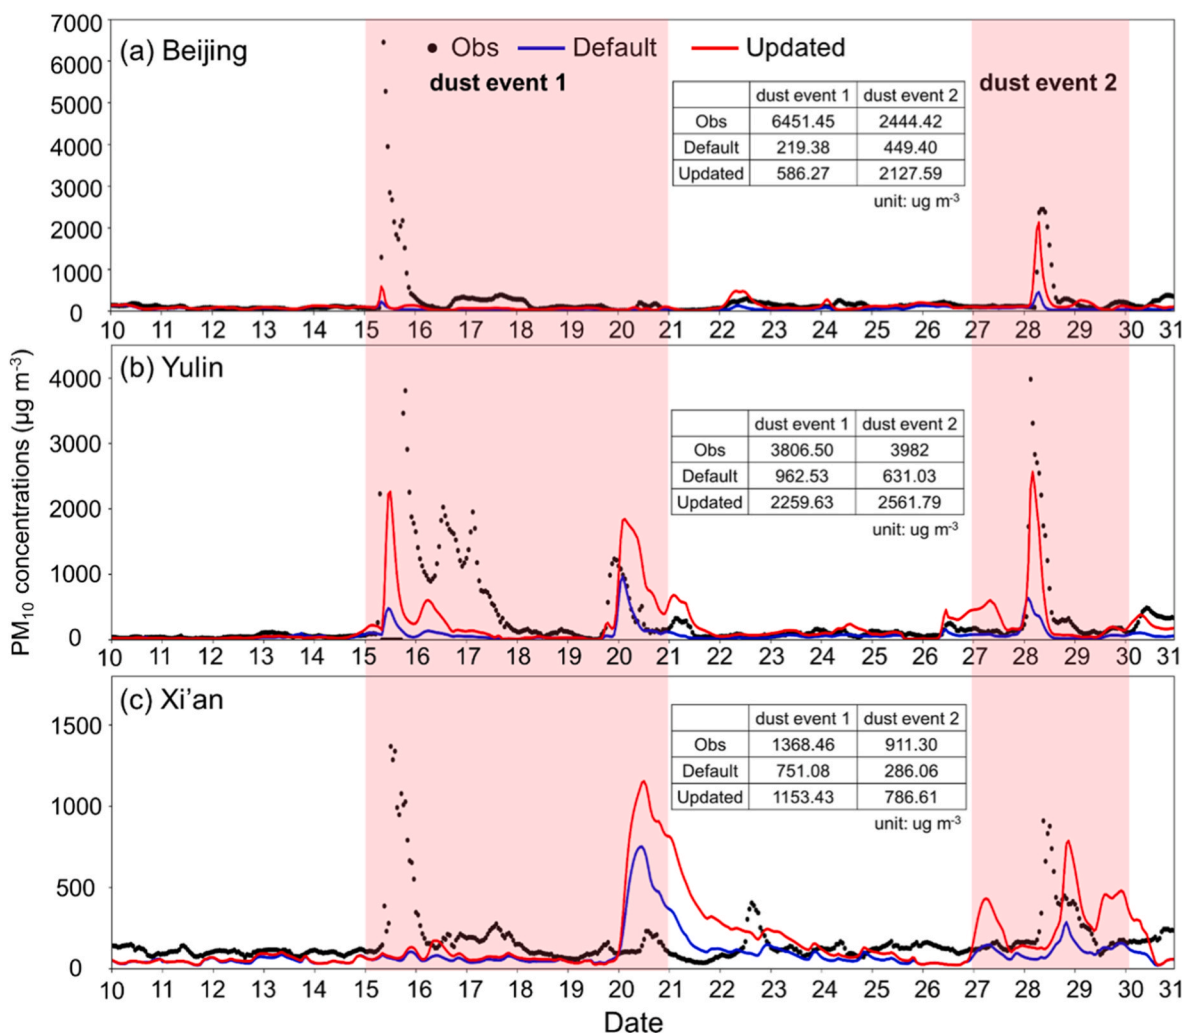 (a) Beijing
Obs Default Updated
dust event 1
dust event 2
dust event 1 dust event 2
Obs 6451.45 2444.42
Default 219.38 449.40
Updated 586.27 2127.59
unit: ug m-3
7000
6000
5000
4000
3000
2000
1000
0
10 11 12 13 14 15 16 17 18 19 20 21 22 23 24 25 26 27 28 29 30 31
PM10 concentrations (μg m-3)
(b) Yulin
dust event 1 dust event 2
Obs 3806.50 3982
Default 962.53 631.03
Updated 2259.63 2561.79
unit: ug m-3
4000
3000
2000
1000
0
10 11 12 13 14 15 16 17 18 19 20 21 22 23 24 25 26 27 28 29 30 31
(c) Xi'an
dust event 1 dust event 2
Obs 1368.46 911.30
Default 751.08 286.06
Updated 1153.43 786.61
unit: ug m-3
1500
1000
500
0
10 11 12 13 14 15 16 17 18 19 20 21 22 23 24 25 26 27 28 29 30 31
Date